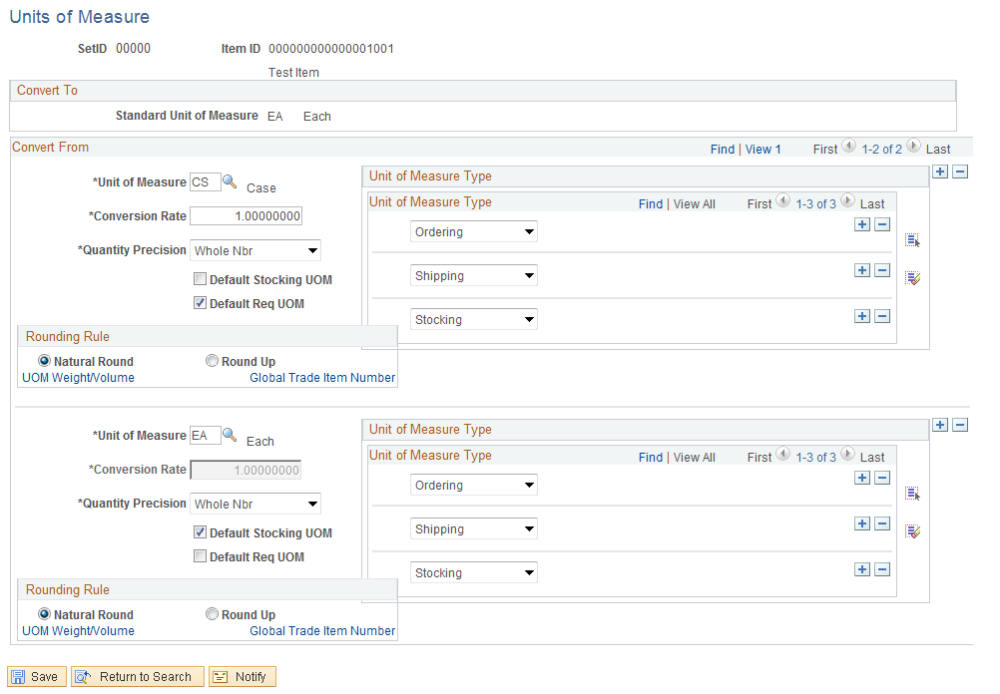 Units of Measure
SetID 00000 Item ID 000000000000001001
Test Item
Convert To
Standard Unit of Measure EA Each
Convert From Find | View 1 First 1-2 of 2 Last
*Unit of Measure CS Case
*Conversion Rate 1.00000000
*Quantity Precision Whole Nbr
Default Stocking UOM
Default Req UOM
Unit of Measure Type
Unit of Measure Type Find | View All First 1-3 of 3 Last
Ordering
Shipping
Stocking
Rounding Rule
Natural Round Round Up
UOM Weight/Volume Global Trade Item Number
*Unit of Measure EA Each
*Conversion Rate 1.00000000
*Quantity Precision Whole Nbr
Default Stocking UOM
Default Req UOM
Unit of Measure Type
Unit of Measure Type Find | View All First 1-3 of 3 Last
Ordering
Shipping
Stocking
Rounding Rule
Natural Round Round Up
UOM Weight/Volume Global Trade Item Number
Save Return to Search Notify